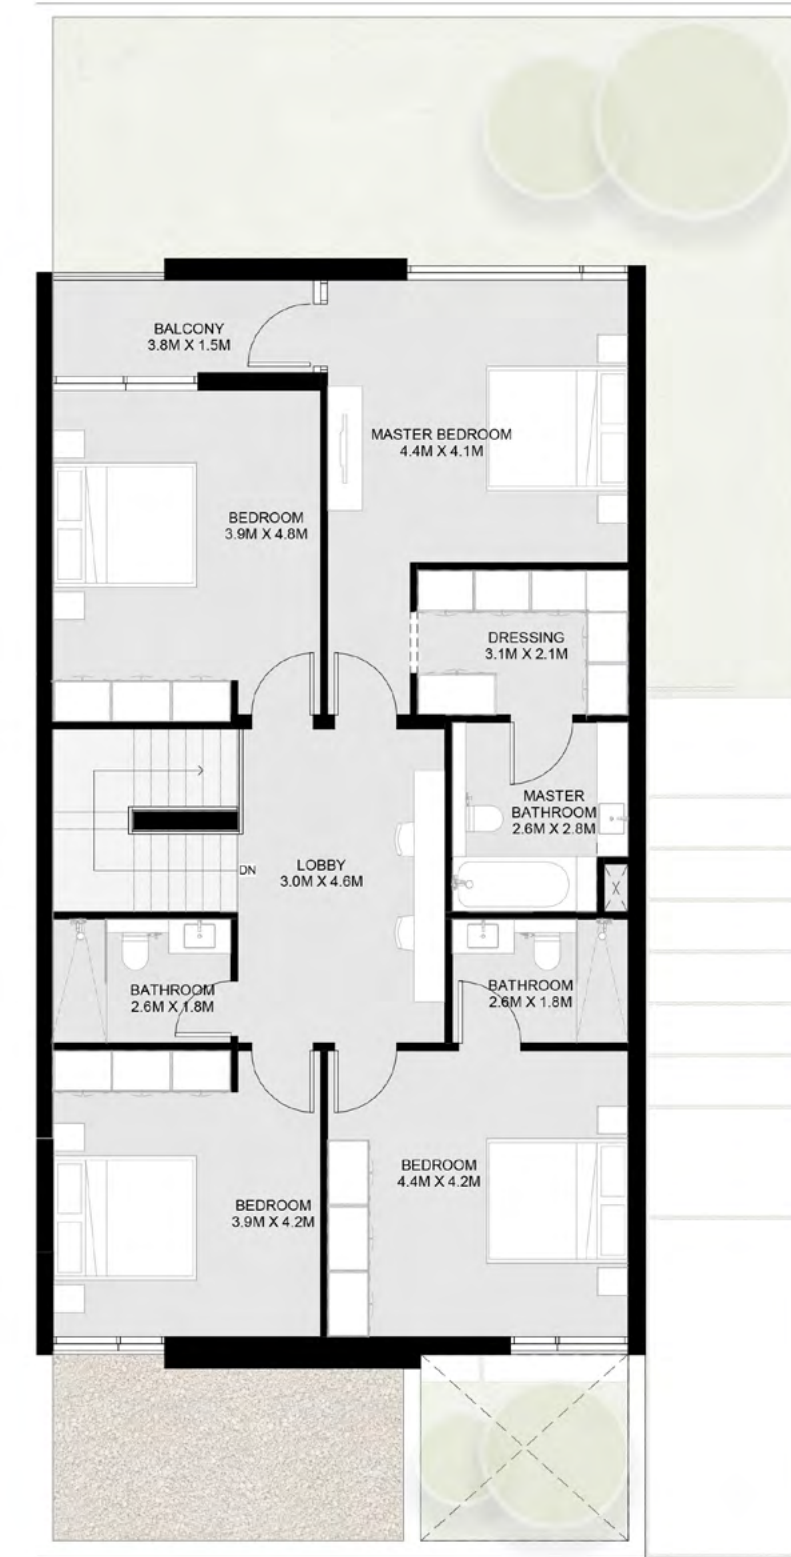 BALCONY
3.8M X 1.5M
MASTER BEDROOM
4.4M X 4.1M
BEDROOM
3.9M X 4.8M
DRESSING
3.1M X 2.1M
MASTER
BATHROOM
2.6M X 2.8M
LOBBY
3.0M X 4.6M
DN
BATHROOM
2.6M X 1.8M
BATHROOM
2.6M X 1.8M
BEDROOM
4.4M X 4.2M
BEDROOM
3.9M X 4.2M